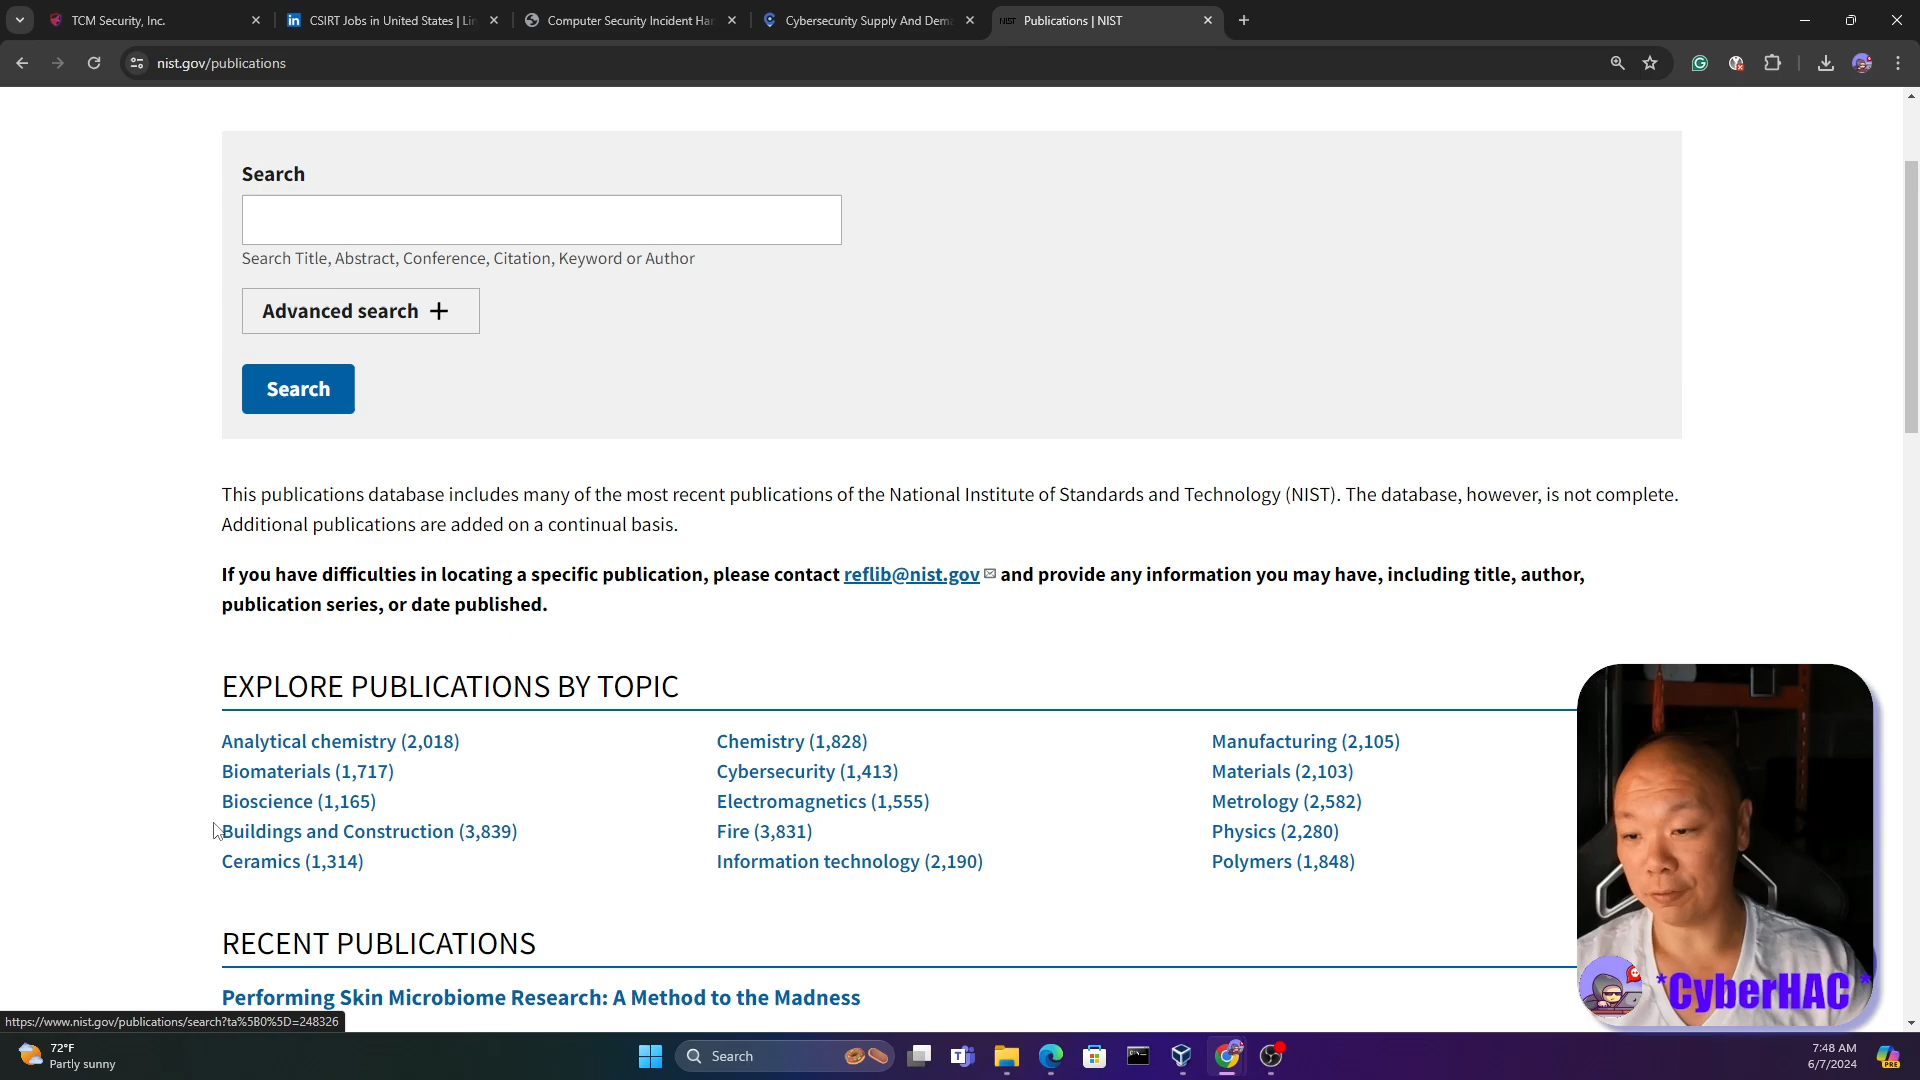 TCM Security, Inc.
CSIRT Jobs in United States | Lin
Computer Security Incident Har
Cybersecurity Supply And Dema
NIST
Publications | NIST
nist.gov/publications
Search
Search Title, Abstract, Conference, Citation, Keyword or Author
Advanced search +
Search
This publications database includes many of the most recent publications of the National Institute of Standards and Technology (NIST). The database, however, is not complete.
Additional publications are added on a continual basis.
If you have difficulties in locating a specific publication, please contact reflib@nist.gov and provide any information you may have, including title, author,
publication series, or date published.
EXPLORE PUBLICATIONS BY TOPIC
Analytical chemistry (2,018)
Biomaterials (1,717)
Bioscience (1,165)
Buildings and Construction (3,839)
Ceramics (1,314)
Chemistry (1,828)
Cybersecurity (1,413)
Electromagnetics (1,555)
Fire (3,831)
Information technology (2,190)
Manufacturing (2,105)
Materials (2,103)
Metrology (2,582)
Physics (2,280)
Polymers (1,848)
RECENT PUBLICATIONS
Performing Skin Microbiome Research: A Method to the Madness
https://www.nist.gov/publications/search?ta%5B0%5D=248326
*CyberHAC*
72°F
Partly sunny
Search
7:48 AM
6/7/2024
PRE